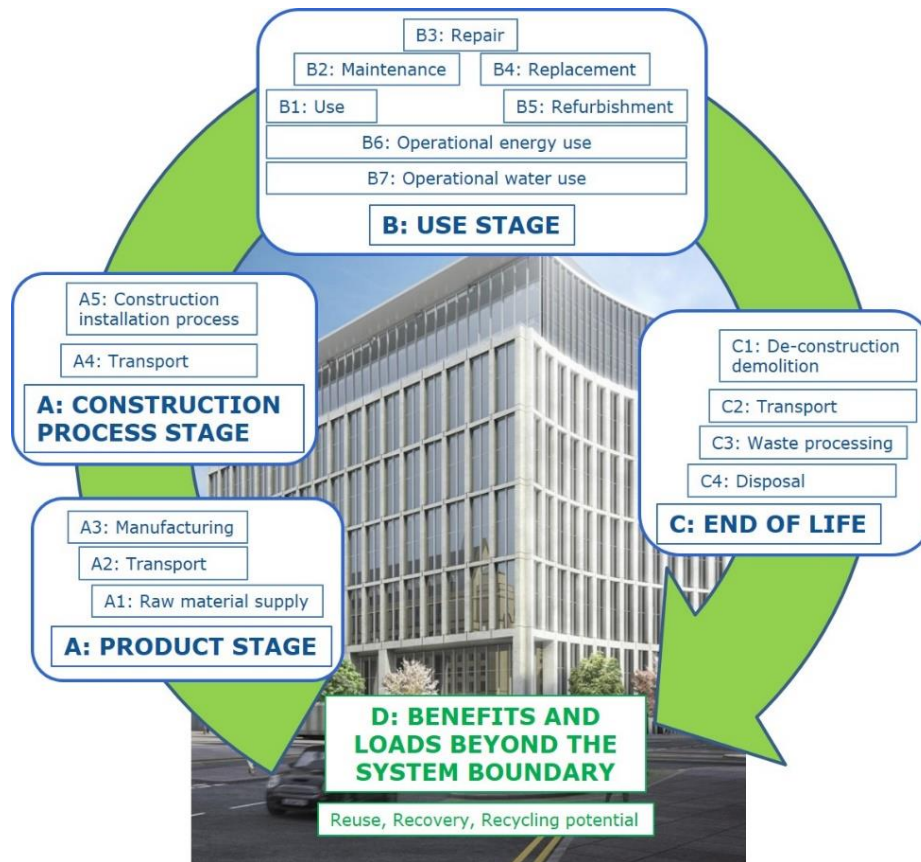 B3: Repair
B2: Maintenance
B4: Replacement
B1: Use
B5: Refurbishment
B6: Operational energy use
B7: Operational water use
B: USE STAGE
A5: Construction
installation process
A4: Transport
A: CONSTRUCTION
PROCESS STAGE
A3: Manufacturing
A2: Transport
A1: Raw material supply
A: PRODUCT STAGE
C1: De-construction
demolition
C2: Transport
C3: Waste processing
C4: Disposal
C: END OF LIFE
D: BENEFITS AND
LOADS BEYOND THE
SYSTEM BOUNDARY
Reuse, Recovery, Recycling potential